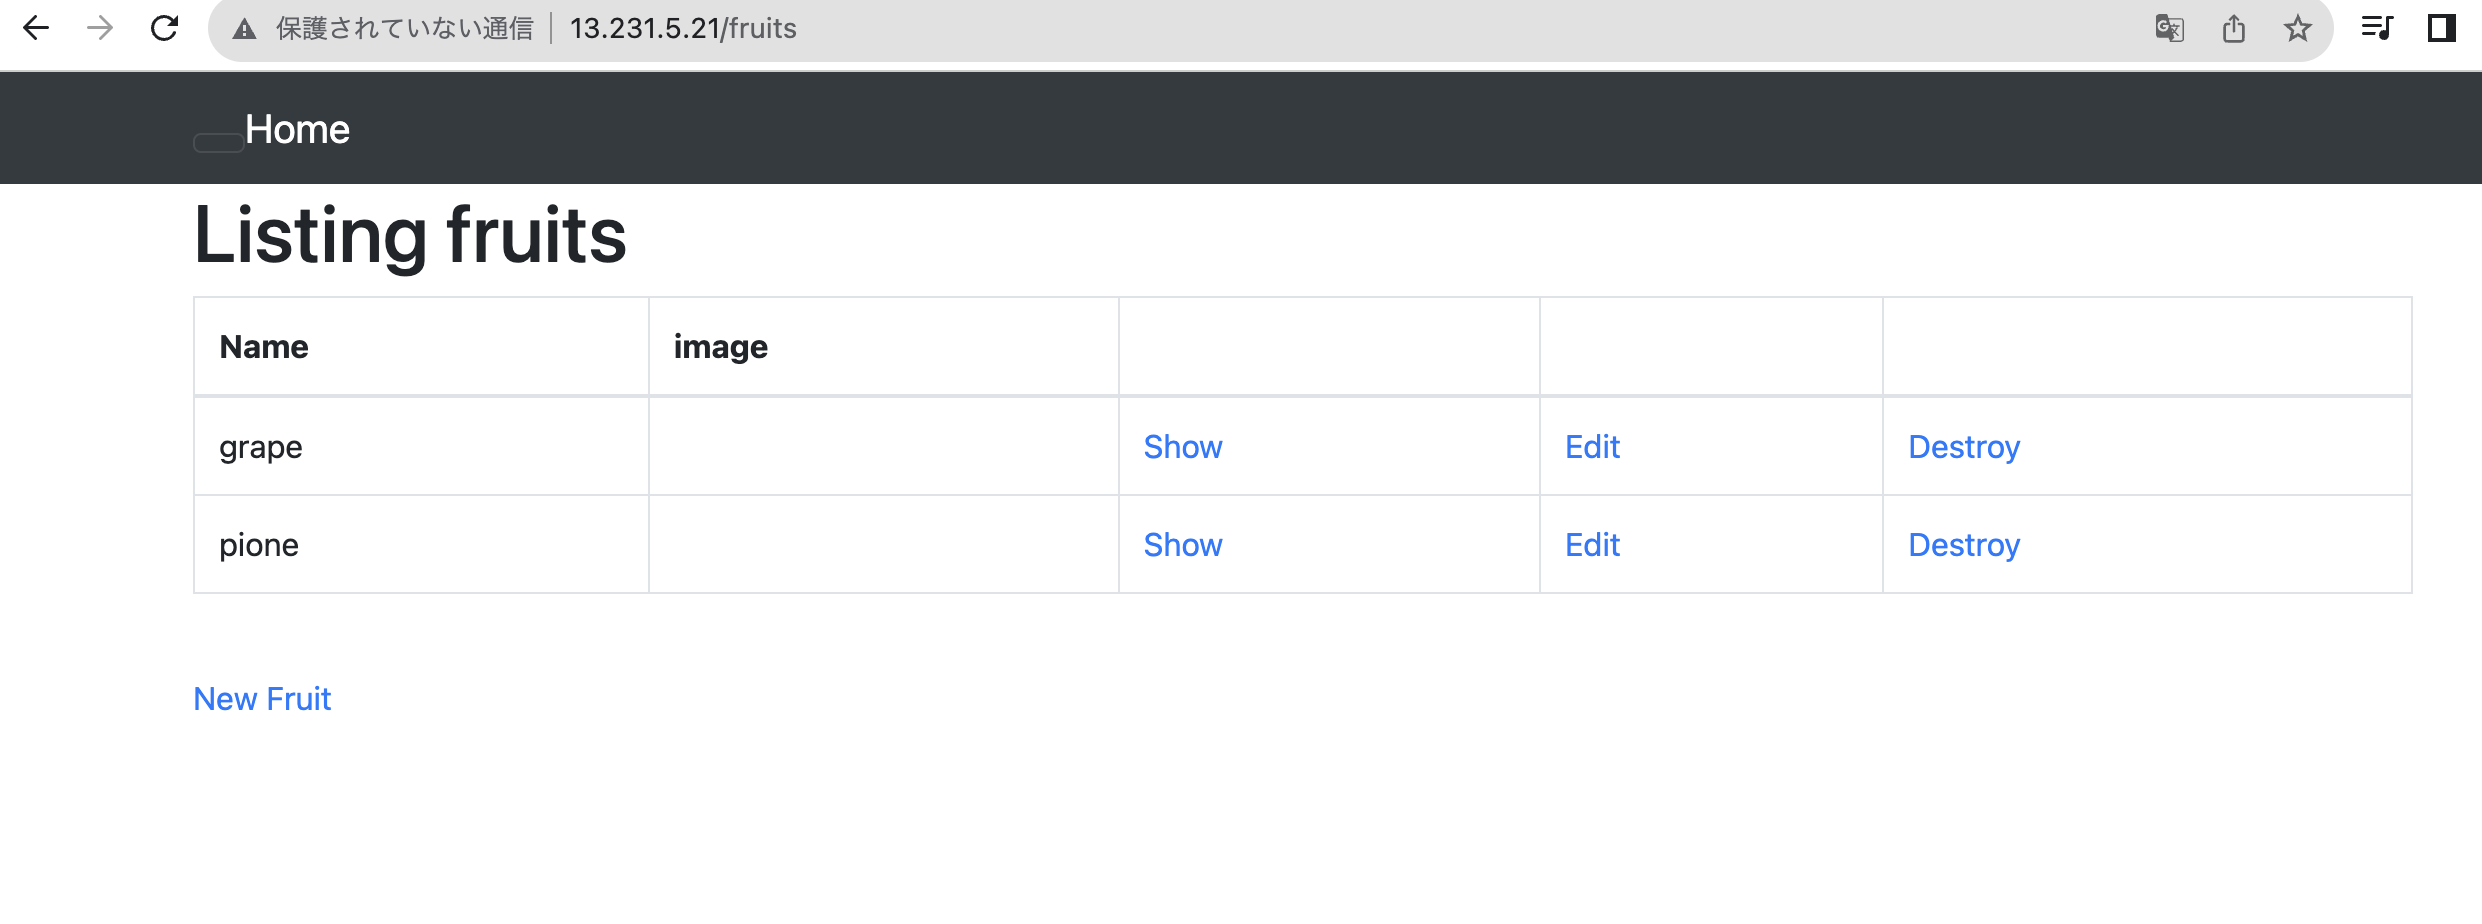 保護されていない通信 13.231.5.21/fruits
Home
Listing fruits
Name image
grape Show Edit Destroy
pione Show Edit Destroy
New Fruit